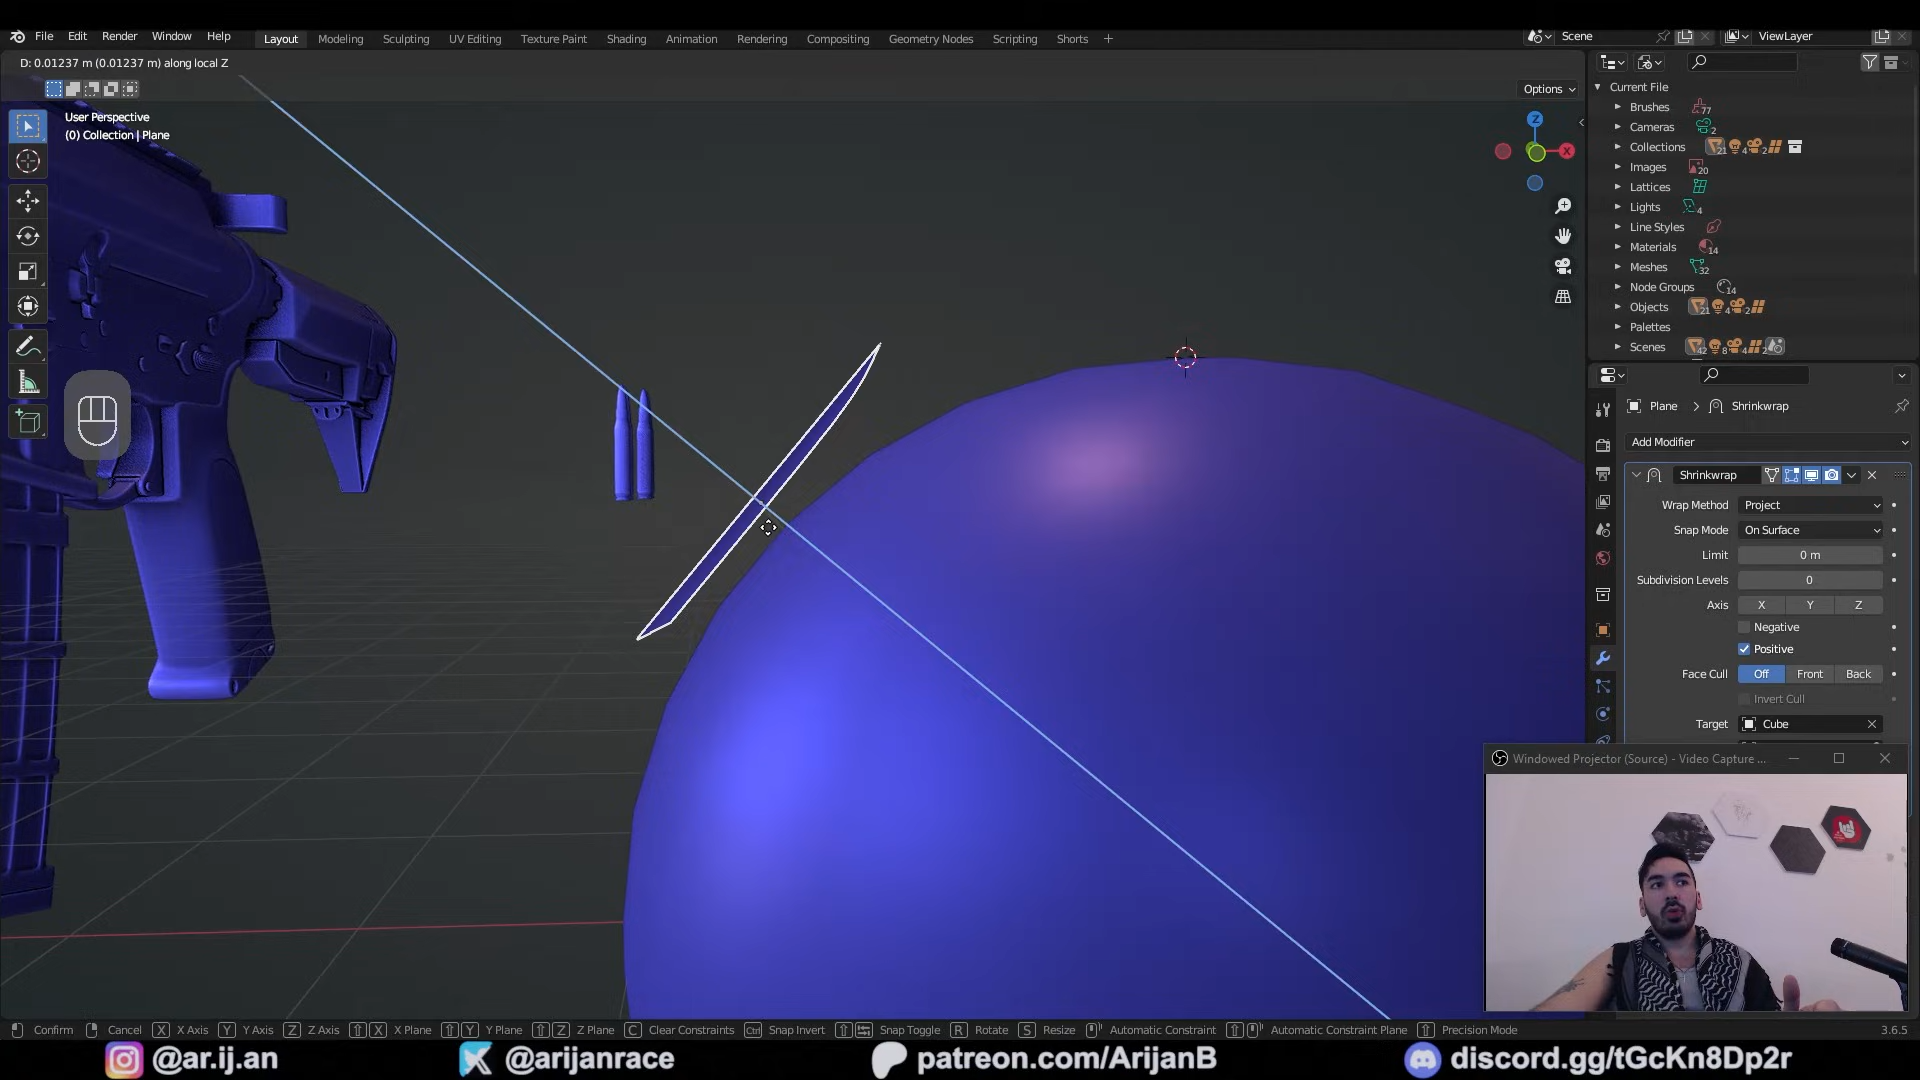 File Edit Render Window Help
Layout Modeling Sculpting UV Editing Texture Paint Shading Animation Rendering Compositing Geometry Nodes Scripting Shorts +
Scene
ViewLayer
D: 0.01237 m (0.01237 m) along local Z
Options
User Perspective
(0) Collection | Plane
Z
X
Current File
Brushes 77
Cameras 2
Collections 21 4 2
Images 20
Lattices
Lights 4
Line Styles
Materials 14
Meshes 32
Node Groups 14
Objects 21 4 2
Palettes
Scenes 42 8 4 2
Plane > Shrinkwrap
Add Modifier
Shrinkwrap
Wrap Method Project
Snap Mode On Surface
Limit 0 m
Subdivision Levels 0
Axis X Y Z
Negative
Positive
Face Cull Off Front Back
Invert Cull
Target Cube
Windowed Projector (Source) - Video Capture ...
Confirm Cancel X X Axis Y Y Axis Z Z Axis X X Plane Y Y Plane Z Z Plane C Clear Constraints Ctrl Snap Invert Snap Toggle R Rotate S Resize Automatic Constraint Automatic Constraint Plane Precision Mode 3.6.5
@ar.ij.an @arijanrace patreon.com/ArijanB discord.gg/tGcKn8Dp2r